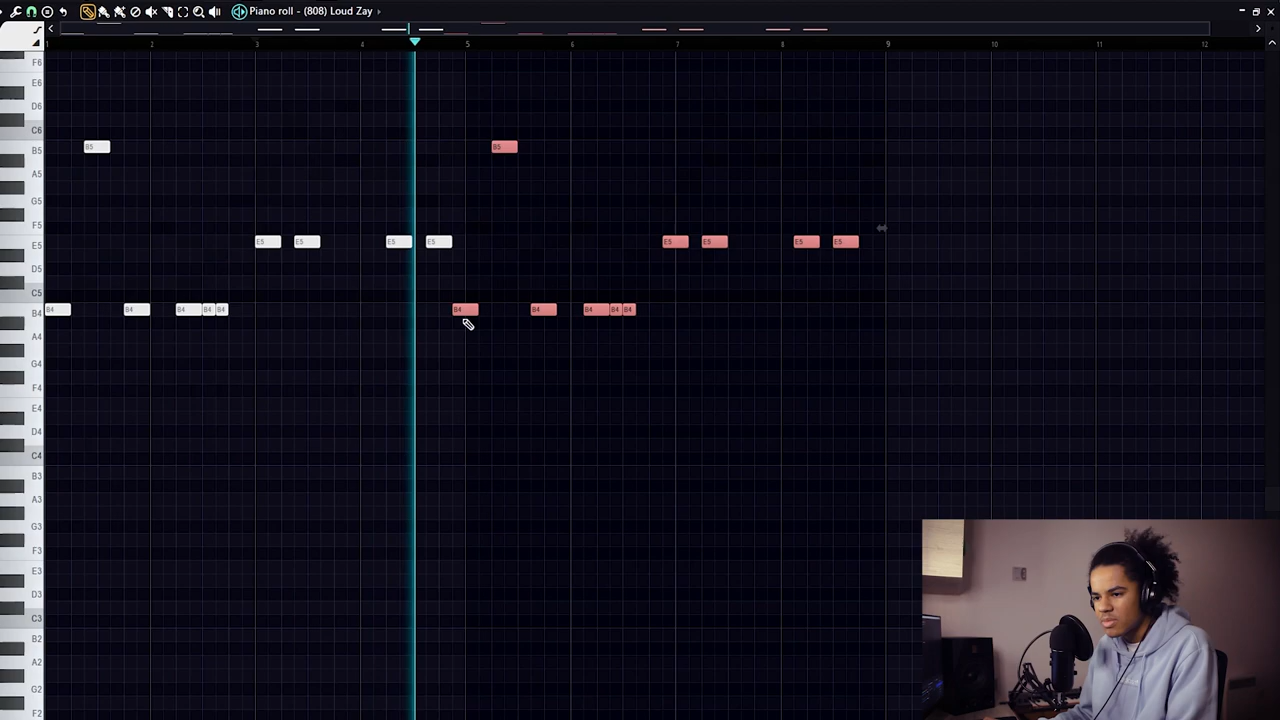 Piano roll - (808) Loud Zay
1 2 3 4 5 6 7 8 9 10 11 12
F6
E6
D6
C6
B5 B5 B5
A5
G5
F5
E5 E5 E5 E5 E5 E5 E5 E5 E5
D5
C5
B4 B4 B4 B4 B4 B4 B4 B4 B4 B4 B4
A4
G4
F4
E4
D4
C4
B3
A3
G3
F3
E3
D3
C3
B2
A2
G2
F2